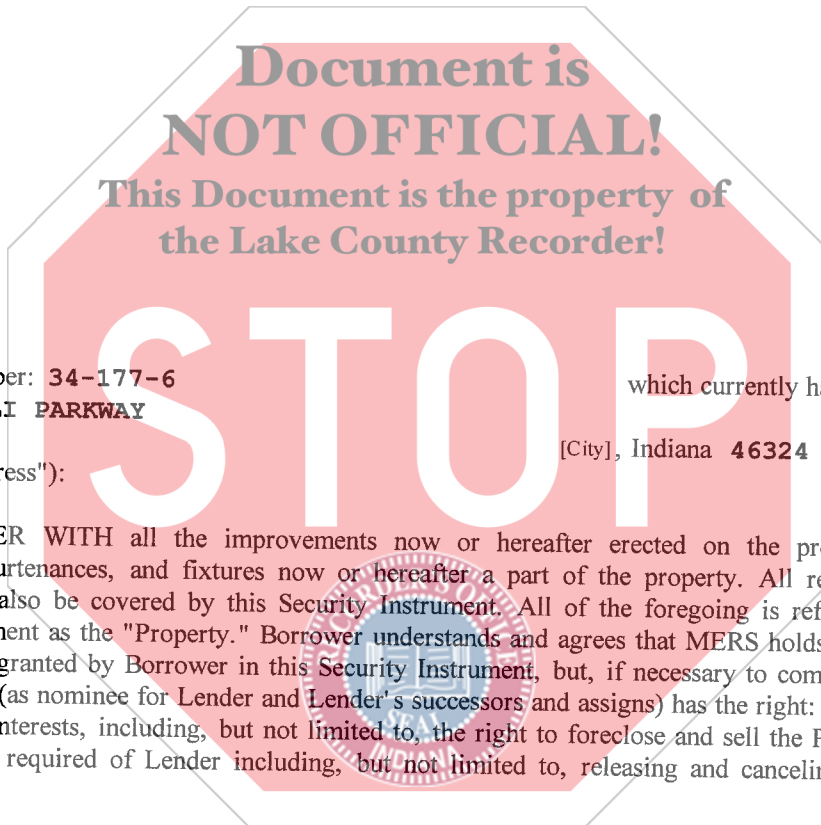 Document is
NOT OFFICIAL!
This Document is the property of
the Lake County Recorder!
STOP
ber: 34-177-6 which currently ha
LI PARKWAY
[City], Indiana 46324
ress"):
ER WITH all the improvements now or hereafter erected on the pro
urtenances, and fixtures now or hereafter a part of the property. All re
also be covered by this Security Instrument. All of the foregoing is ref
ment as the "Property." Borrower understands and agrees that MERS holds
granted by Borrower in this Security Instrument, but, if necessary to com
(as nominee for Lender and Lender's successors and assigns) has the right:
nterests, including, but not limited to, the right to foreclose and sell the P
required of Lender including, but not limited to, releasing and cancelin
SEAL
INDIANA